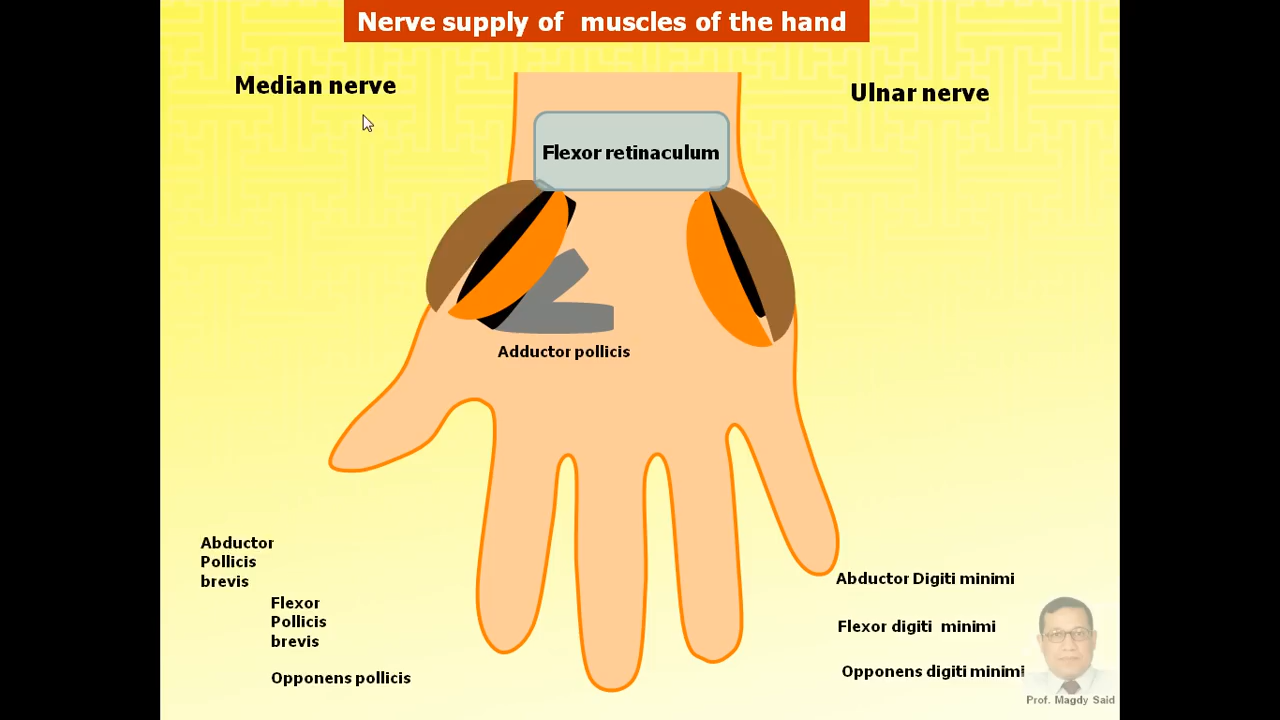 Nerve supply of muscles of the hand
Median nerve
Ulnar nerve
Flexor retinaculum
Adductor pollicis
Abductor
Pollicis
brevis
Flexor
Pollicis
brevis
Opponens pollicis
Abductor Digiti minimi
Flexor digiti minimi
Opponens digiti minimi
Prof. Magdy Said